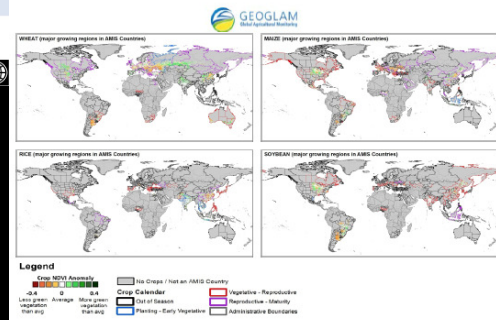 GEOGLAM
Global Agricultural Monitoring
WHEAT (major growing regions in AMIS Countries)
MAIZE (major growing regions in AMIS Countries)
RICE (major growing regions in AMIS Countries)
SOYBEAN (major growing regions in AMIS Countries)
Legend
Crop NDVI Anomaly
-0.4 0 0.4
Less green vegetation than avg
Average
More green vegetation than avg
No Crops / Not an AMIS Country
Crop Calendar
Out of Season
Planting - Early Vegetative
Vegetative - Reproductive
Reproductive - Maturity
Administrative Boundaries